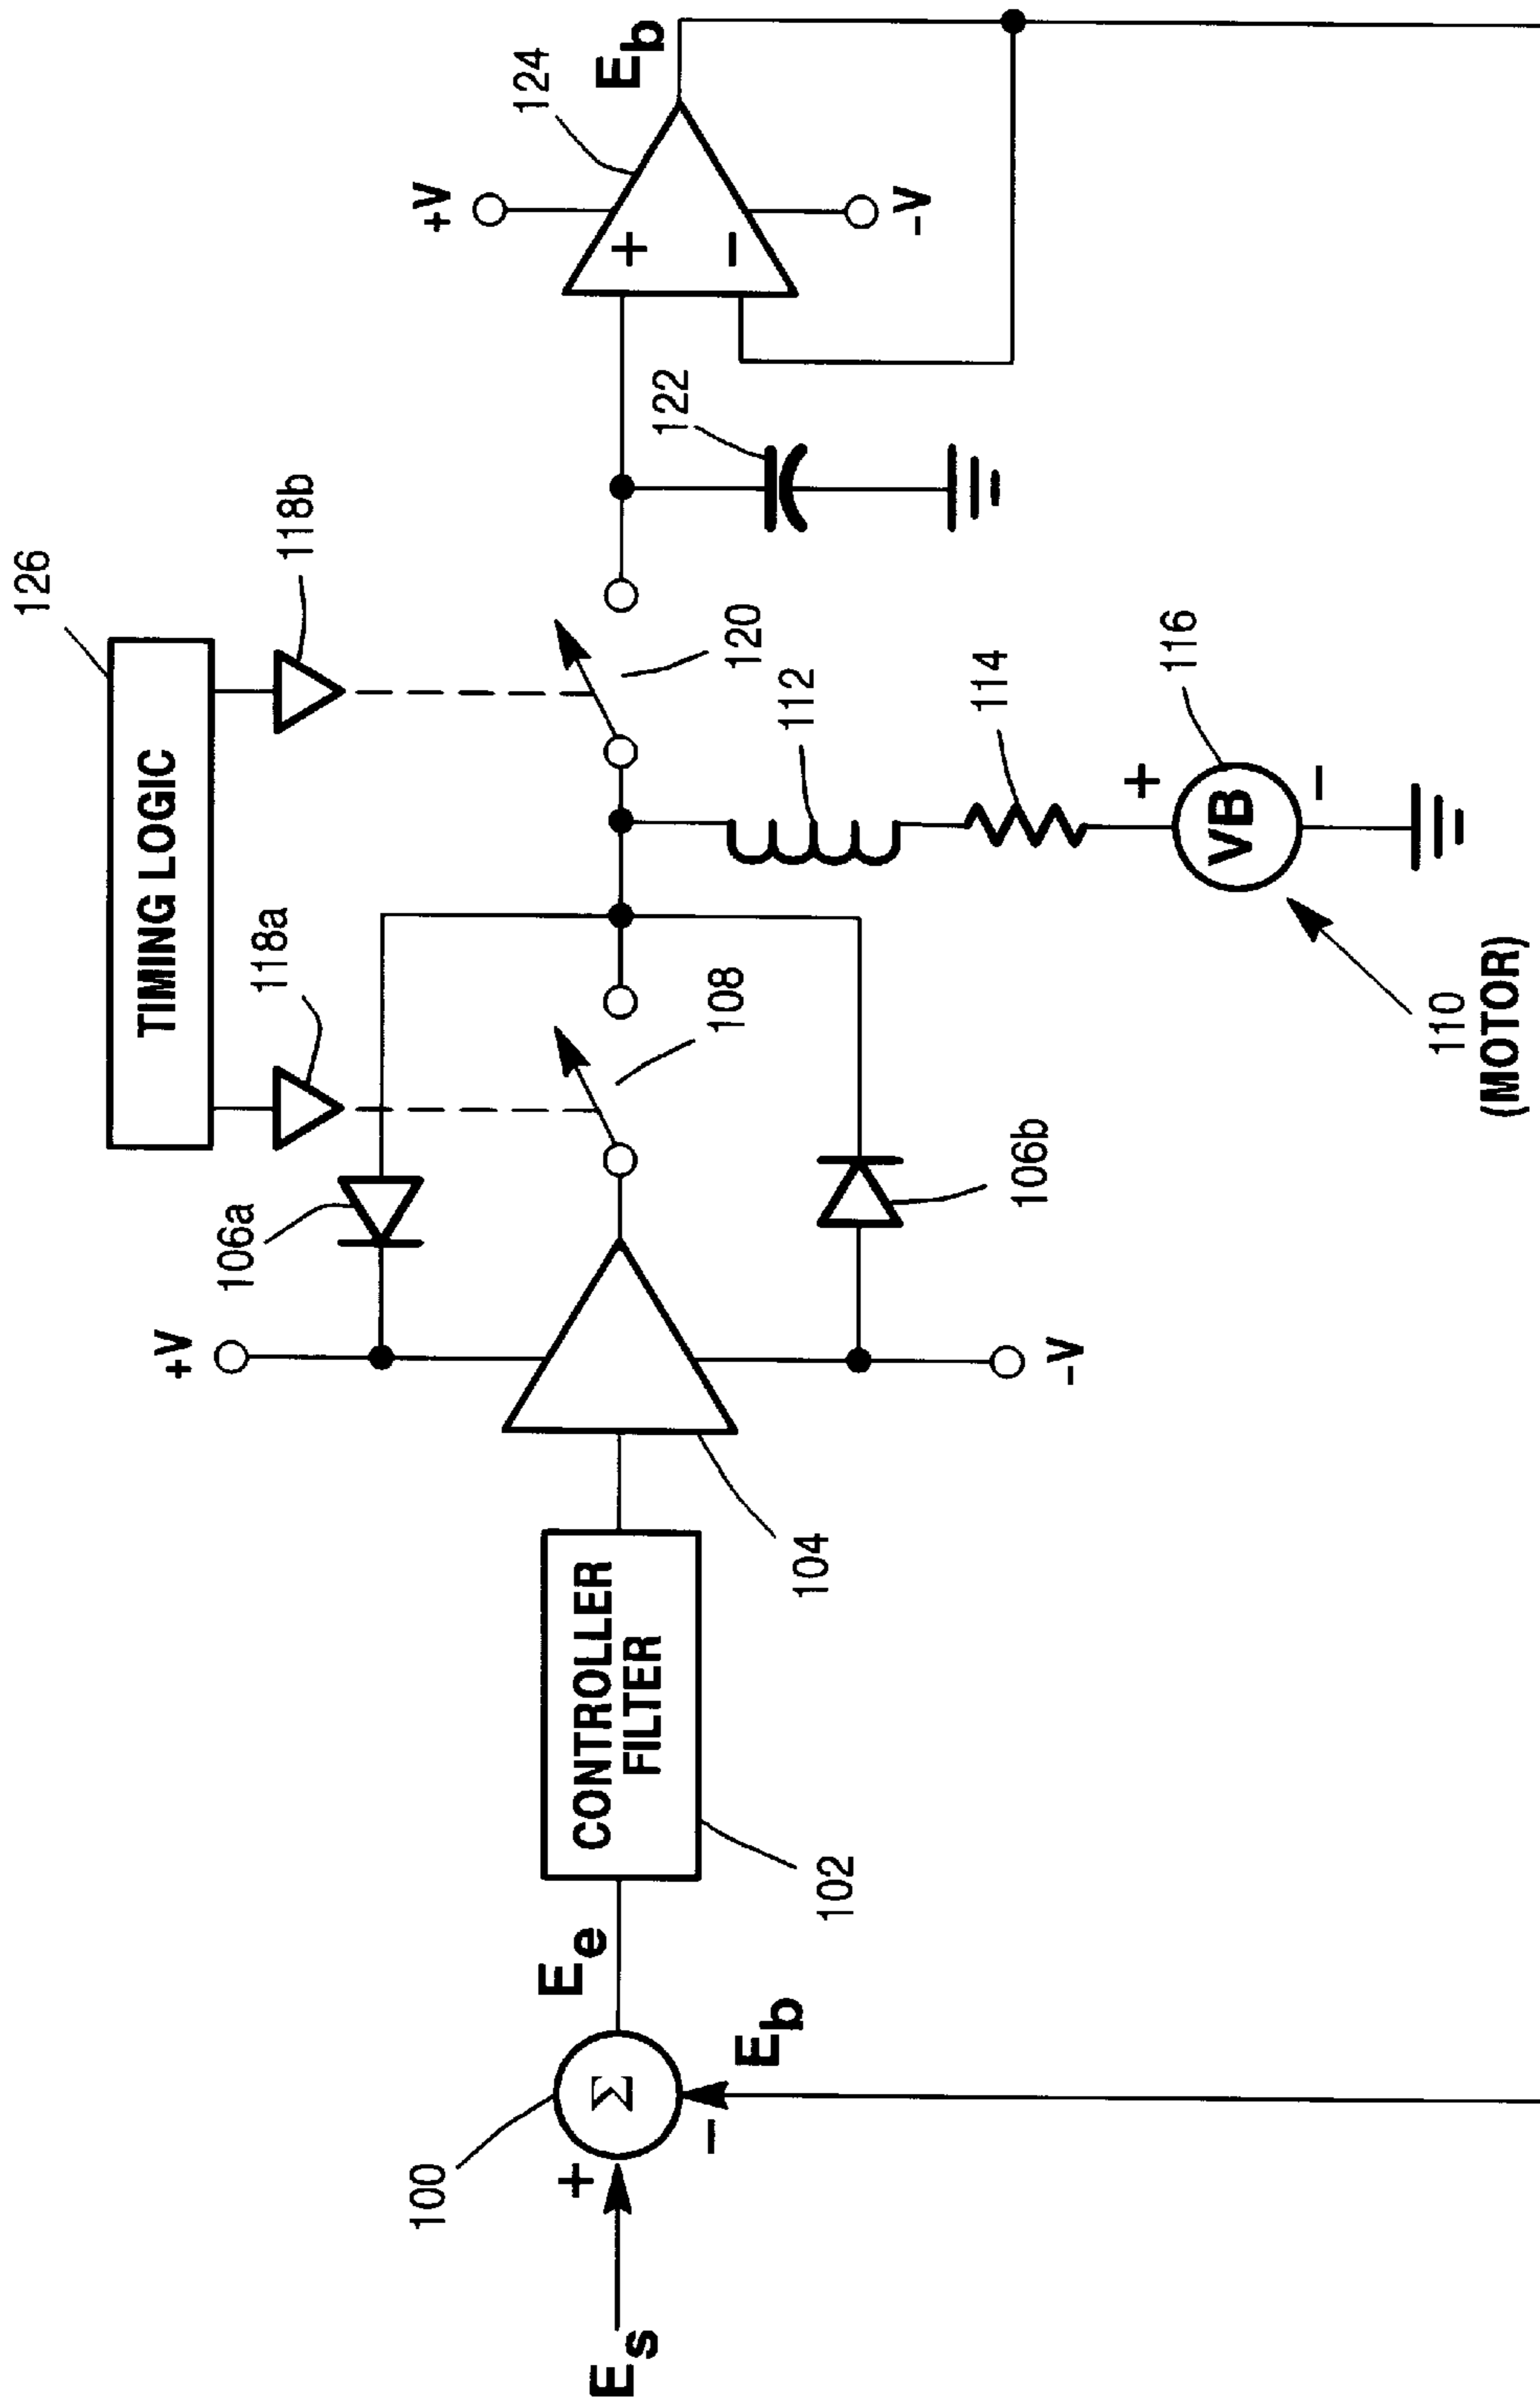 126
TIMING LOGIC
118a
118b
+V
106a
+V
124
E_b
+
−
−V
E_s
+
100
Σ
−
E_b
E_e
CONTROLLER
FILTER
102
104
108
120
122
106b
−V
112
114
+
VB
−
116
110
(MOTOR)